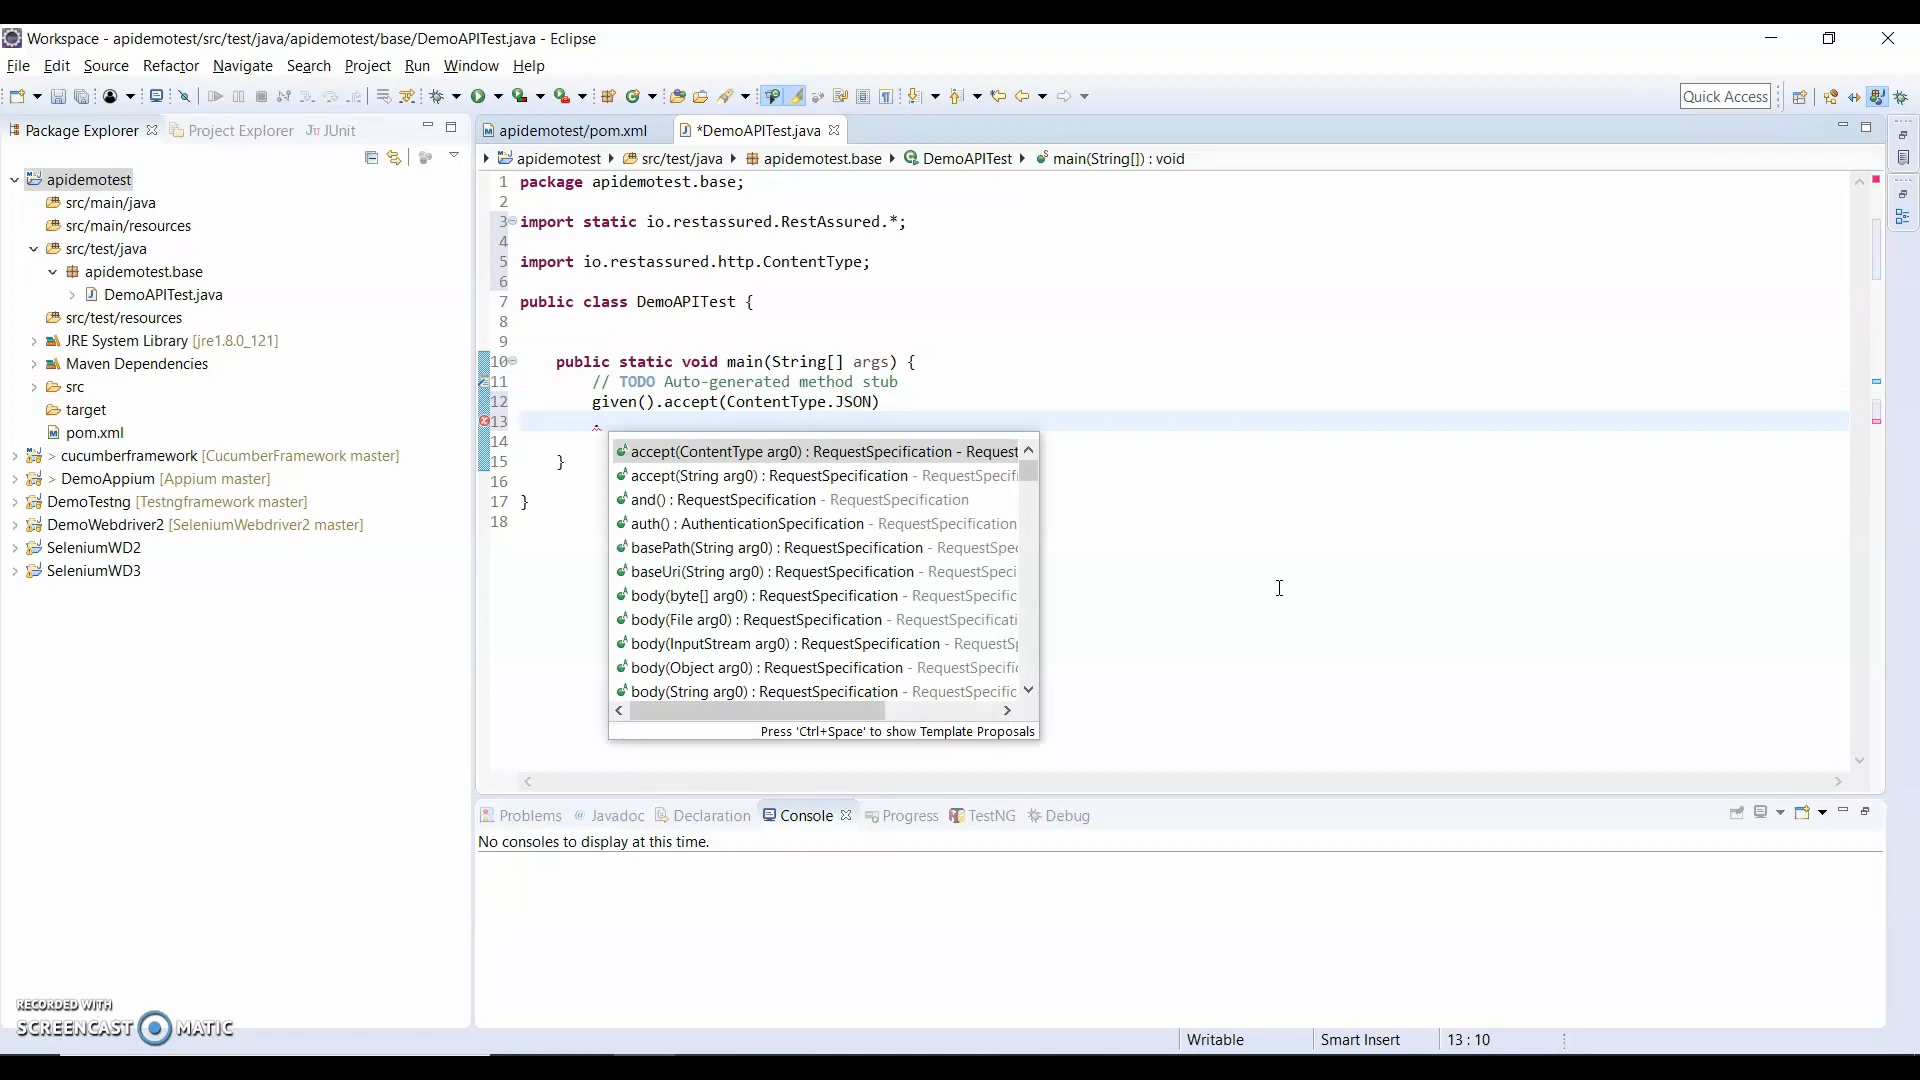 Workspace - apidemotest/src/test/java/apidemotest/base/DemoAPITest.java - Eclipse
File Edit Source Refactor Navigate Search Project Run Window Help
Quick Access
Package Explorer Project Explorer JUnit
apidemotest
src/main/java
src/main/resources
src/test/java
apidemotest.base
DemoAPITest.java
src/test/resources
JRE System Library [jre1.8.0_121]
Maven Dependencies
src
target
pom.xml
> cucumberframework [CucumberFramework master]
> DemoAppium [Appium master]
DemoTestng [Testngframework master]
DemoWebdriver2 [SeleniumWebdriver2 master]
SeleniumWD2
SeleniumWD3
apidemotest/pom.xml *DemoAPITest.java
apidemotest src/test/java apidemotest.base DemoAPITest main(String[]) : void
1 package apidemotest.base;
2
3 import static io.restassured.RestAssured.*;
4
5 import io.restassured.http.ContentType;
6
7 public class DemoAPITest {
8
9
10 public static void main(String[] args) {
11 // TODO Auto-generated method stub
12 given().accept(ContentType.JSON)
13 .
14
15 }
16
17 }
18
accept(ContentType arg0) : RequestSpecification - Request
accept(String arg0) : RequestSpecification - RequestSpecifi
and() : RequestSpecification - RequestSpecification
auth() : AuthenticationSpecification - RequestSpecification
basePath(String arg0) : RequestSpecification - RequestSpec
baseUri(String arg0) : RequestSpecification - RequestSpeci
body(byte[] arg0) : RequestSpecification - RequestSpecific
body(File arg0) : RequestSpecification - RequestSpecificati
body(InputStream arg0) : RequestSpecification - RequestSp
body(Object arg0) : RequestSpecification - RequestSpecific
body(String arg0) : RequestSpecification - RequestSpecific
Press 'Ctrl+Space' to show Template Proposals
Problems Javadoc Declaration Console Progress TestNG Debug
No consoles to display at this time.
RECORDED WITH
SCREENCAST MATIC
Writable Smart Insert 13 : 10